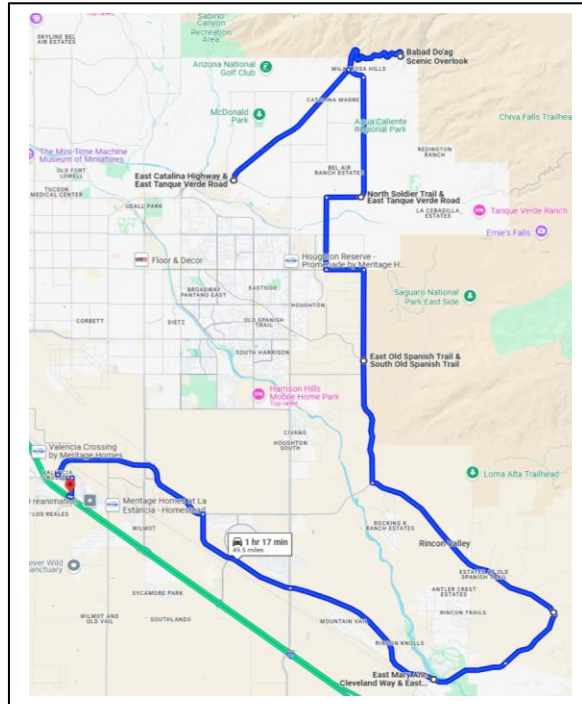 SKYLINE BEL
AIR ESTATES
Sabino
Canyon
Recreation
Area
Arizona National
Golf Club
McDonald
Park
The Mini-Time Machine
Museum of Miniatures
OLD FORT
LOWELL
TUCSON
MEDICAL CENTER
UDALL PARK
East Catalina Highway &
East Tanque Verde Road
Babad Do'ag
Scenic Overlook
CATALINA MADRE
Agua Caliente
Regional Park
Chiva Falls Trailhead
REDINGTON
RANCH
BEL AIR
RANCH ESTATES
North Soldier Trail &
East Tanque Verde Road
LA CEBADILLA
ESTATES
Tanque Verde Ranch
Ernie's Falls
Floor & Decor
Houghton Reserve -
Promenade by Meritage H...
BROADWAY
PANTANO EAST
EASTSIDE
HOUGHTON
Saguaro National
Park East Side
CORBETT
DIETZ
OLD SPANISH
TRAIL
SOUTH HARRISON
East Old Spanish Trail &
South Old Spanish Trail
Harrison Hills
Mobile Home Park
Top rated
CIVANO
HOUGHTON
SOUTH
Valencia Crossing
by Meritage Homes
Loma Alta Trailhead
reanimation
Meritage Homes at La
Estancia - Homestead
LOS REALES
WILMOT
ROCKING K
RANCH ESTATES
Rincon Valley
1 hr 17 min
49.5 miles
ever Wild
Sanctuary
ESTATES
OLD
SPANISH TRAIL
ANTLER CREST
ESTATES
SYCAMORE PARK
RINCON TRAILS
WILMOT AND
OLD VAIL
SOUTHLANDS
MOUNTAIN VAIL
RINCON KNOLLS
East Mary Ann
Cleveland Way & East...